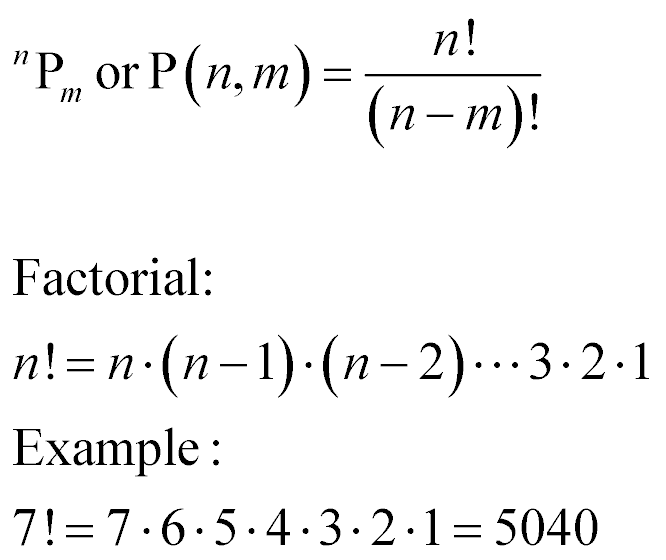 ⁿPₘ or P(n, m) = n! / (n − m)!
Factorial:
n! = n · (n − 1) · (n − 2) ⋯ 3 · 2 · 1
Example :
7! = 7 · 6 · 5 · 4 · 3 · 2 · 1 = 5040